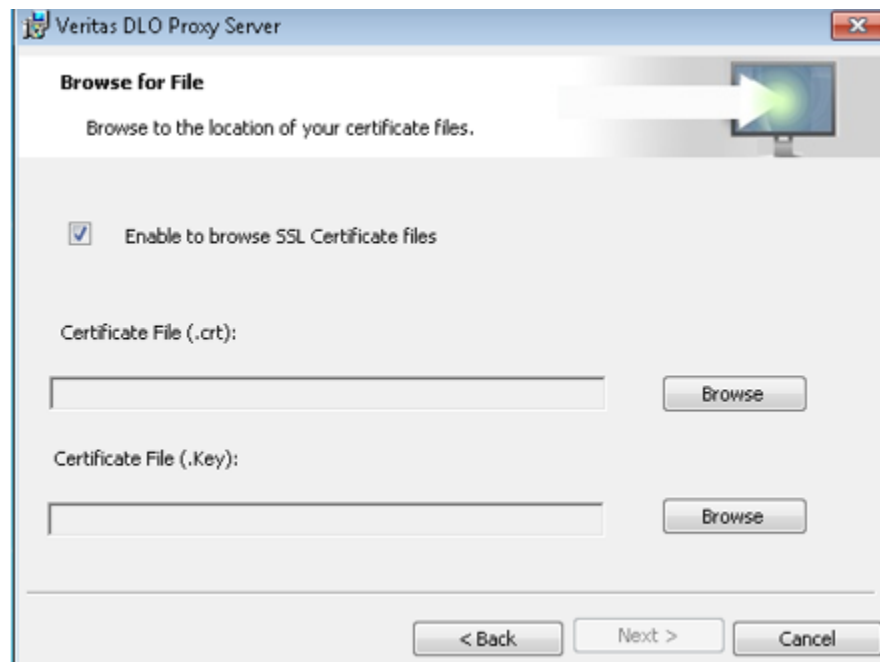 Veritas DLO Proxy Server
Browse for File
Browse to the location of your certificate files.
Enable to browse SSL Certificate files
Certificate File (.crt):
Browse
Certificate File (.Key):
Browse
< Back
Next >
Cancel